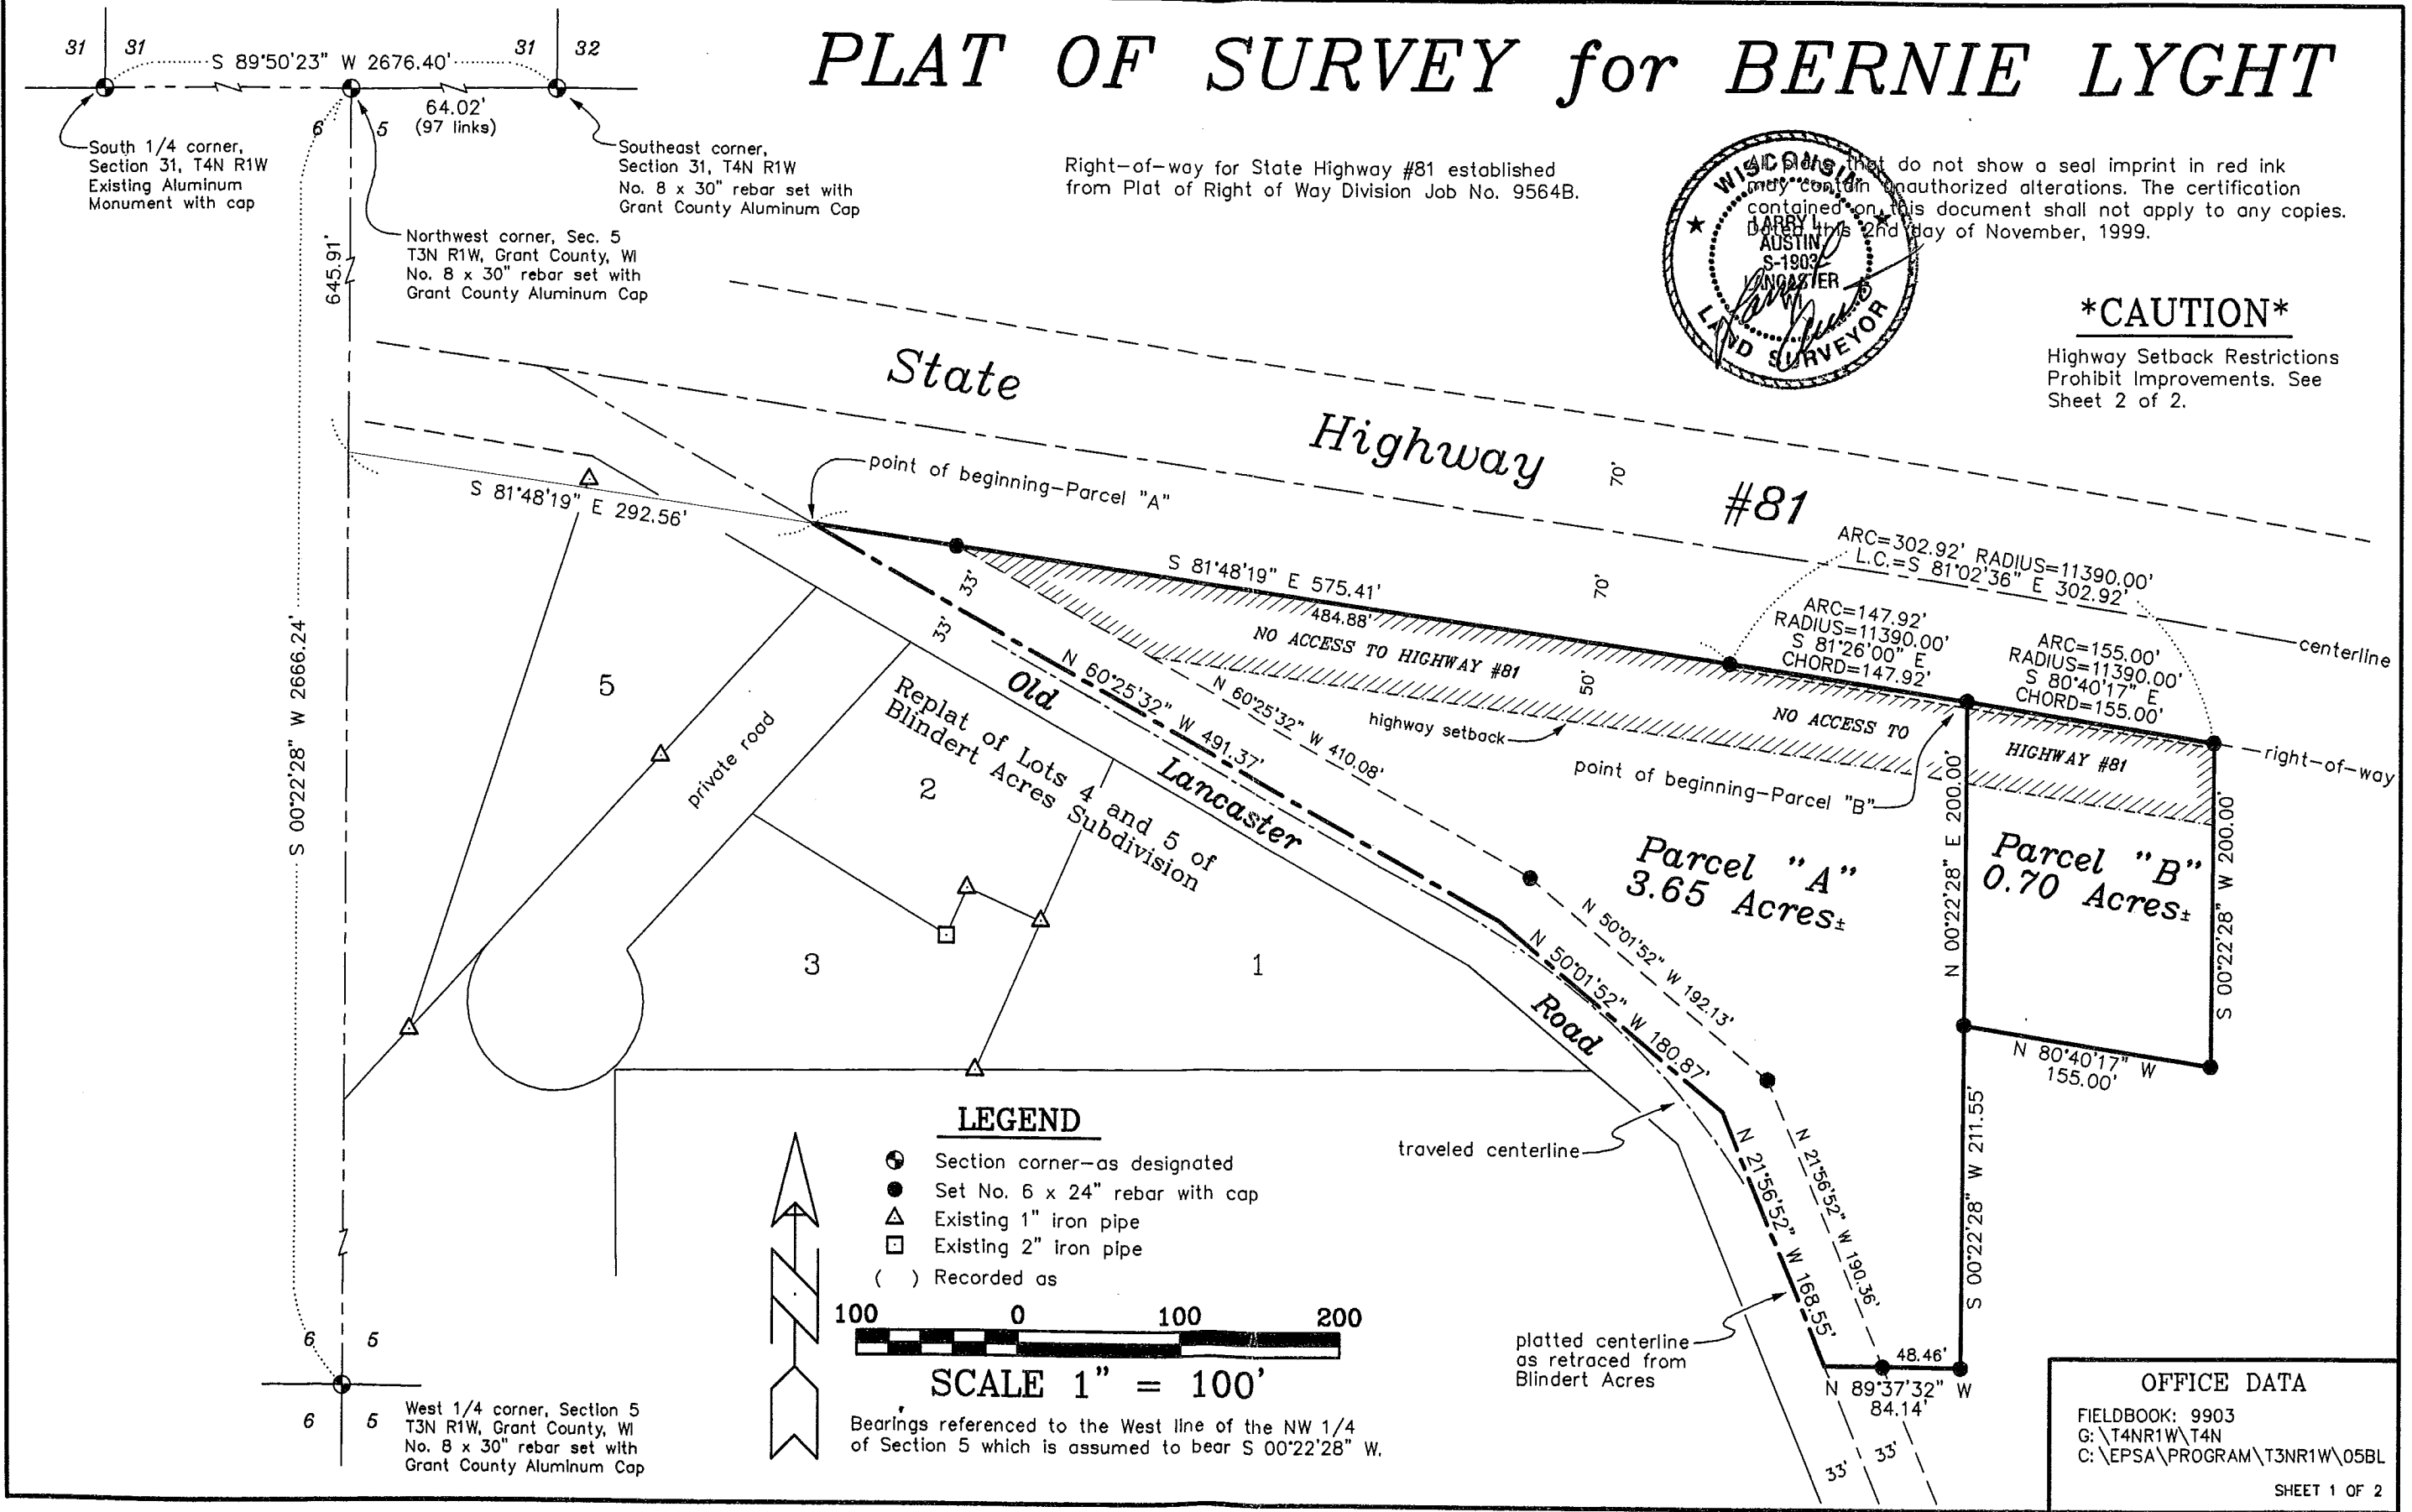 PLAT OF SURVEY for BERNIE LYGHT
31
31
S 89°50'23" W 2676.40'
31
32
64.02'
(97 links)
6
5
South 1/4 corner,
Section 31, T4N R1W
Existing Aluminum
Monument with cap
Southeast corner,
Section 31, T4N R1W
No. 8 x 30" rebar set with
Grant County Aluminum Cap
Northwest corner, Sec. 5
T3N R1W, Grant County, WI
No. 8 x 30" rebar set with
Grant County Aluminum Cap
Right-of-way for State Highway #81 established
from Plat of Right of Way Division Job No. 9564B.
All plans that do not show a seal imprint in red ink
may contain unauthorized alterations. The certification
contained on this document shall not apply to any copies.
Dated this 2nd day of November, 1999.
WISCONSIN
LARRY L.
AUSTIN
S-1903
LANCASTER
WI
LAND SURVEYOR
*CAUTION*
Highway Setback Restrictions
Prohibit Improvements. See
Sheet 2 of 2.
645.91'
S 00°22'28" W 2666.24'
State
Highway
#81
70'
70'
point of beginning-Parcel "A"
S 81°48'19" E 292.56'
S 81°48'19" E 575.41'
484.88'
NO ACCESS TO HIGHWAY #81
50'
highway setback
ARC=302.92' RADIUS=11390.00'
L.C.=S 81°02'36" E 302.92'
ARC=147.92'
RADIUS=11390.00'
S 81°26'00" E
CHORD=147.92'
ARC=155.00'
RADIUS=11390.00'
S 80°40'17" E
CHORD=155.00'
centerline
right-of-way
NO ACCESS TO
HIGHWAY #81
point of beginning-Parcel "B"
33'
33'
N 60°25'32" W 491.37'
N 60°25'32" W 410.08'
Old
Lancaster
Road
5
private road
2
Replat of Lots 4 and 5 of
Blindert Acres Subdivision
3
1
Parcel "A"
3.65 Acres±
Parcel "B"
0.70 Acres±
N 00°22'28" E 200.00'
S 00°22'28" W 200.00'
N 80°40'17" W
155.00'
S 00°22'28" W 211.55'
N 50°01'52" W 192.13'
N 50°01'52" W 180.87'
N 21°56'52" W 190.36'
N 21°56'52" W 168.55'
traveled centerline
platted centerline
as retraced from
Blindert Acres
48.46'
N 89°37'32" W
84.14'
33'
33'
LEGEND
Section corner-as designated
Set No. 6 x 24" rebar with cap
Existing 1" iron pipe
Existing 2" iron pipe
( ) Recorded as
100 0 100 200
SCALE 1" = 100'
N
Bearings referenced to the West line of the NW 1/4
of Section 5 which is assumed to bear S 00°22'28" W.
6
5
6
5
West 1/4 corner, Section 5
T3N R1W, Grant County, WI
No. 8 x 30" rebar set with
Grant County Aluminum Cap
OFFICE DATA
FIELDBOOK: 9903
G:\T4NR1W\T4N
C:\EPSA\PROGRAM\T3NR1W\05BL
SHEET 1 OF 2